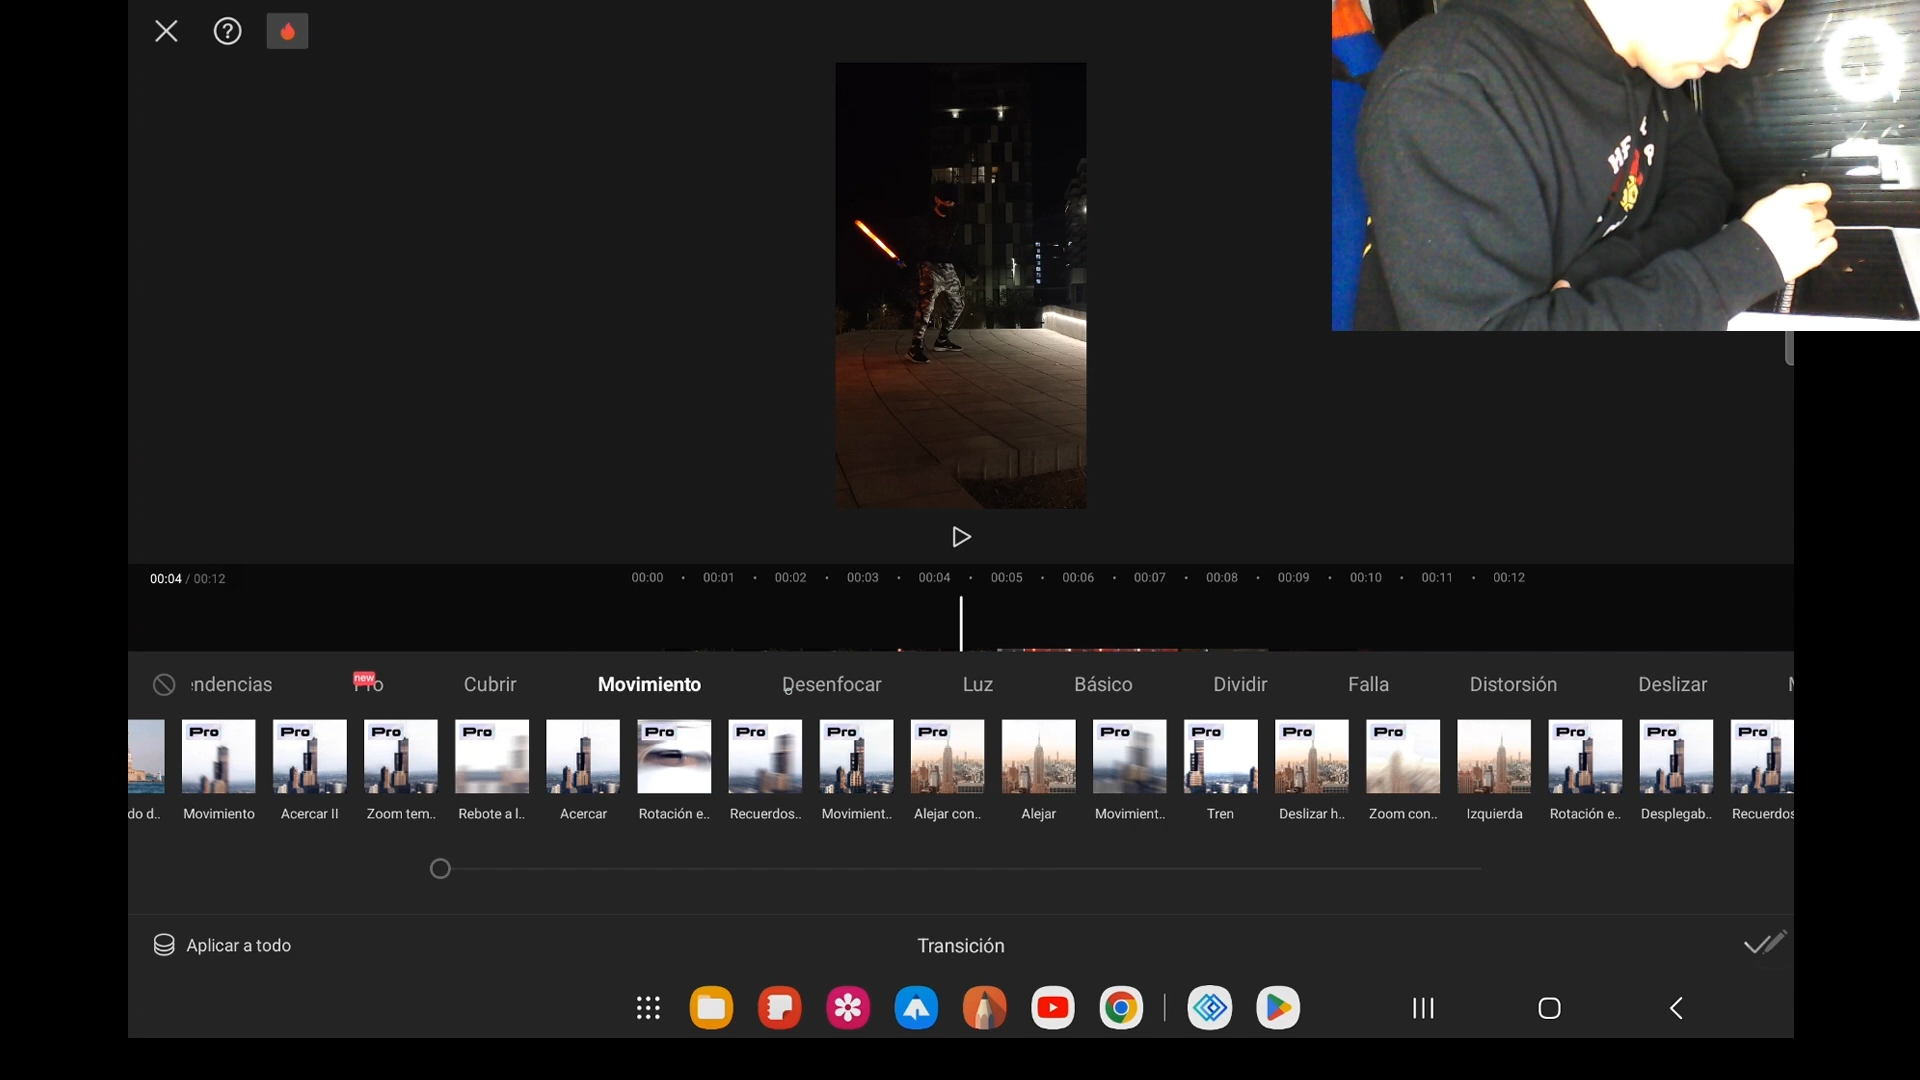 00:04 / 00:12
00:00 00:01 00:02 00:03 00:04 00:05 00:06 00:07 00:08 00:09 00:10 00:11 00:12
endencias new Pro Cubrir Movimiento Desenfocar Luz Básico Dividir Falla Distorsión Deslizar
Pro Pro Pro Pro Pro Pro Pro Pro Pro Pro Pro Pro Pro Pro Pro
do d.. Movimiento Acercar II Zoom tem.. Rebote a l.. Acercar Rotación e.. Recuerdos.. Movimient.. Alejar con.. Alejar Movimient.. Tren Deslizar h.. Zoom con.. Izquierda Rotación e.. Desplegab.. Recuerdos
Aplicar a todo Transición